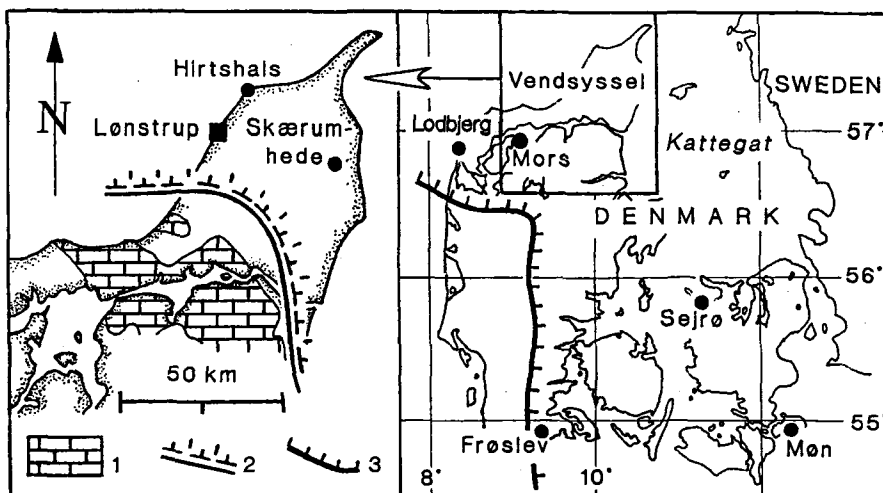 Hirtshals
Lønstrup
Skærum-
hede
N
50 km
1
2
3
Vendsyssel
SWEDEN
Lodbjerg
57°
Mors
Kattegat
DENMARK
56°
Sejrø
55°
Frøslev
Møn
8°
10°